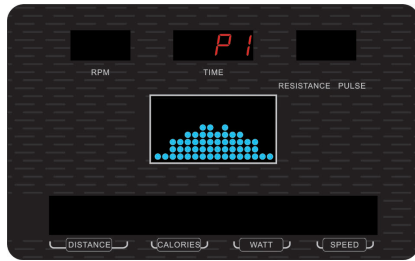 P1
RPM TIME
RESISTANCE PULSE
DISTANCE CALORIES WATT SPEED